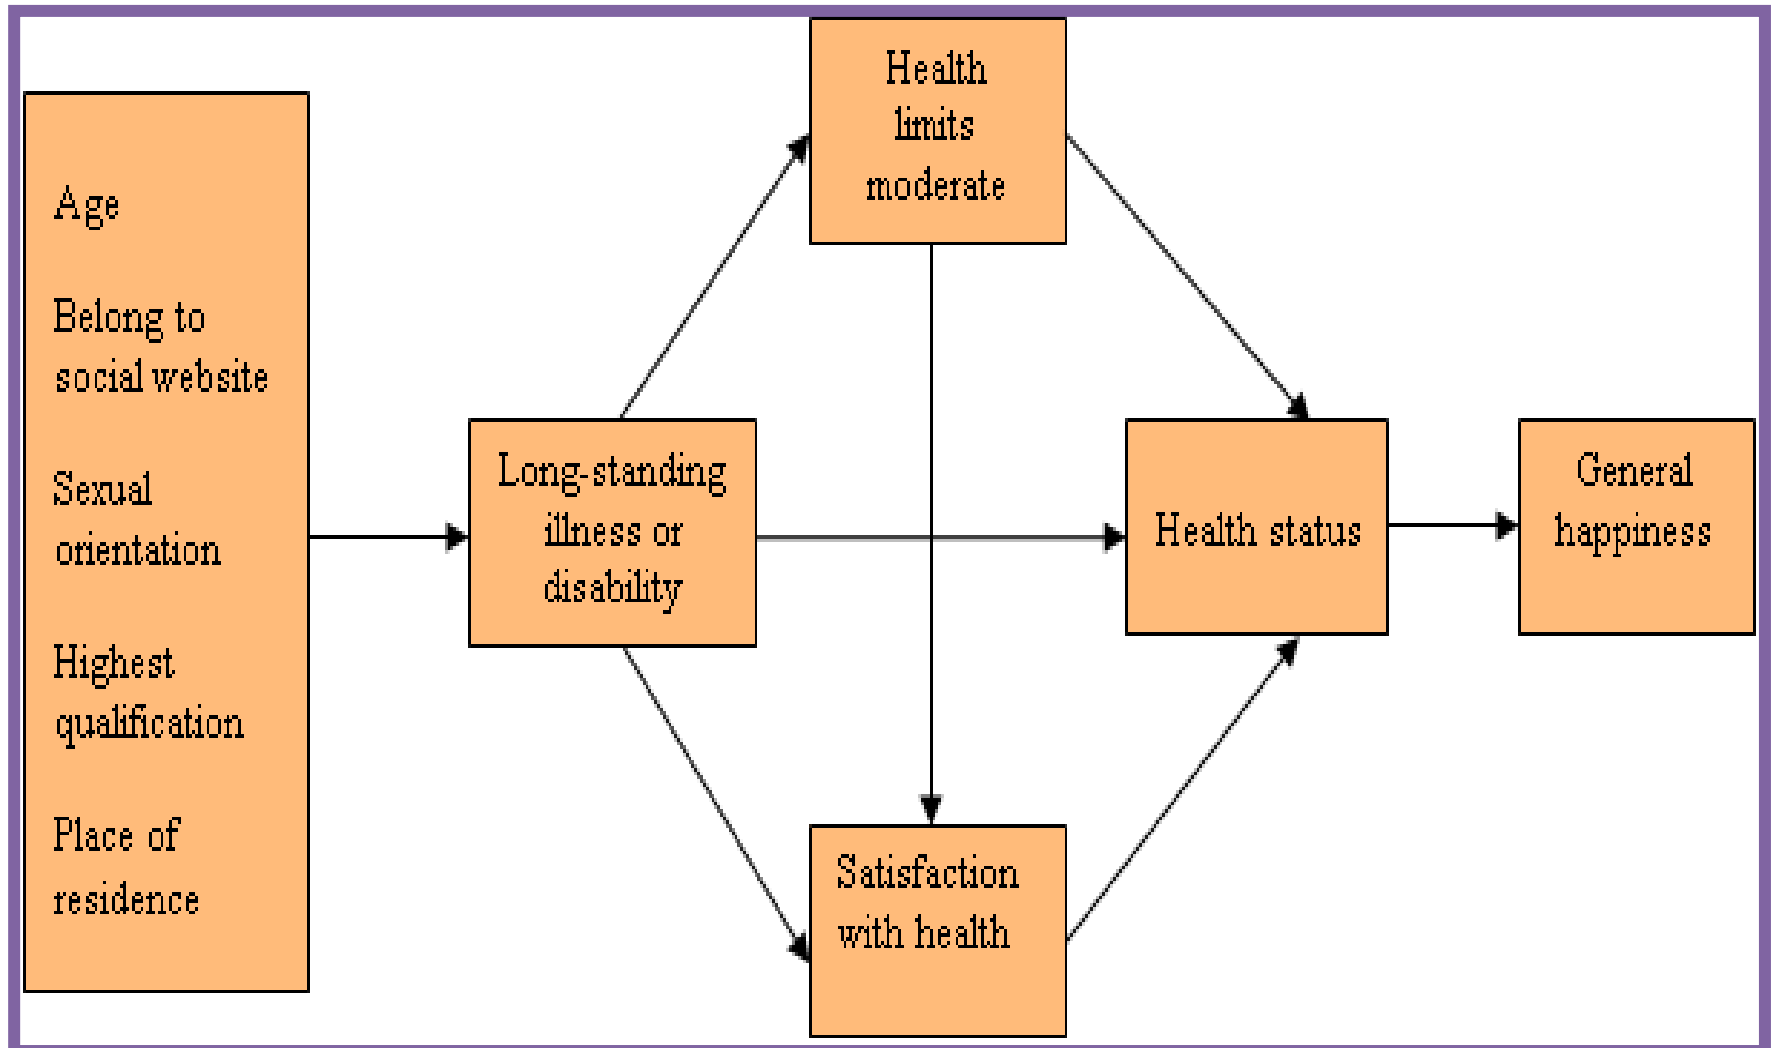 Age
Belong to
social website
Sexual
orientation
Highest
qualification
Place of
residence
Long-standing
illness or
disability
Health
limits
moderate
Satisfaction
with health
Health status
General
happiness